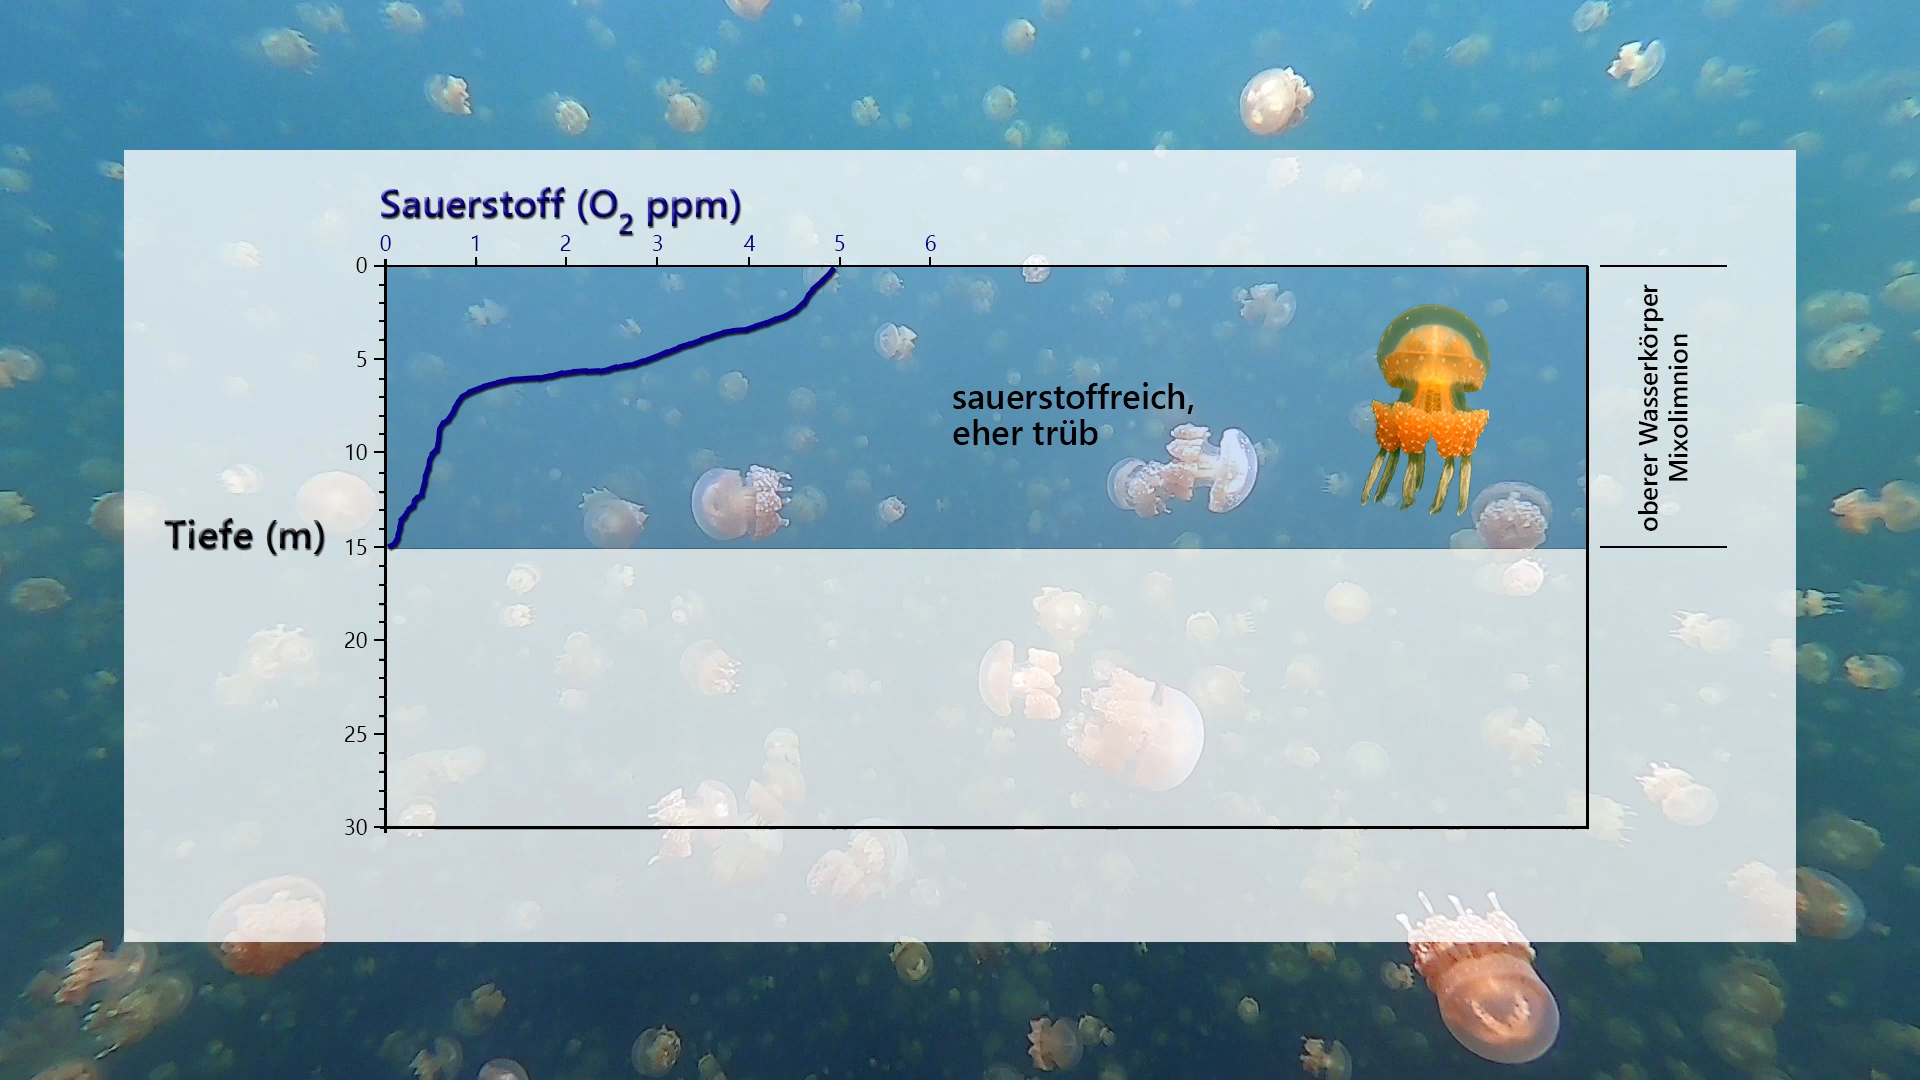 Sauerstoff (O₂ ppm)
0 1 2 3 4 5 6
0
5
10
15
20
25
30
Tiefe (m)
sauerstoffreich,
eher trüb
oberer Wasserkörper
Mixolimnion